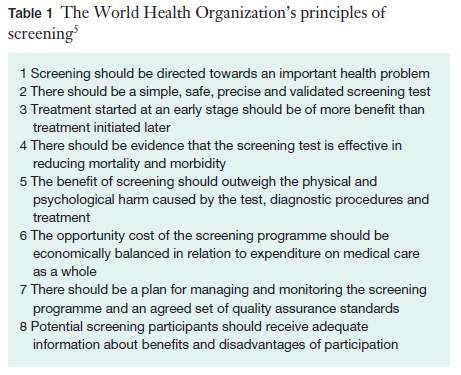 Table 1 The World Health Organization's principles of
screening⁵
1 Screening should be directed towards an important health problem
2 There should be a simple, safe, precise and validated screening test
3 Treatment started at an early stage should be of more benefit than
treatment initiated later
4 There should be evidence that the screening test is effective in
reducing mortality and morbidity
5 The benefit of screening should outweigh the physical and
psychological harm caused by the test, diagnostic procedures and
treatment
6 The opportunity cost of the screening programme should be
economically balanced in relation to expenditure on medical care
as a whole
7 There should be a plan for managing and monitoring the screening
programme and an agreed set of quality assurance standards
8 Potential screening participants should receive adequate
information about benefits and disadvantages of participation